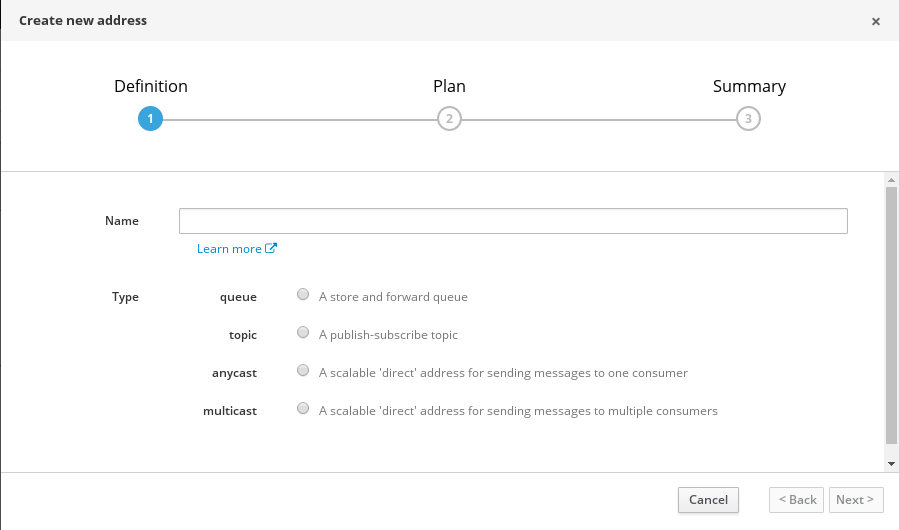 Create new address ×
Definition Plan Summary
1 2 3
Name
Learn more
Type queue A store and forward queue
topic A publish-subscribe topic
anycast A scalable 'direct' address for sending messages to one consumer
multicast A scalable 'direct' address for sending messages to multiple consumers
Cancel < Back Next >